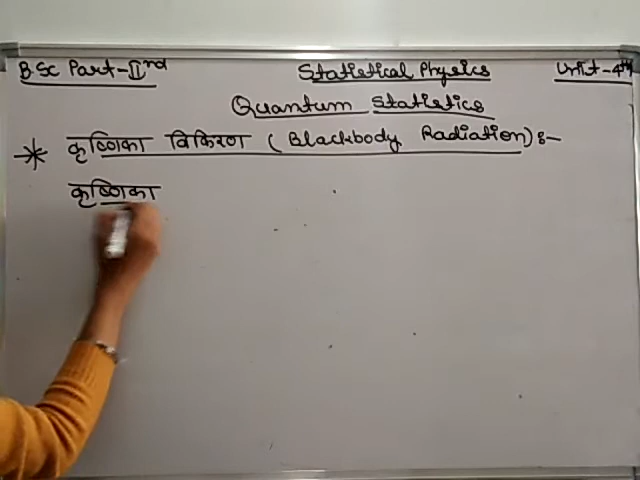 B.Sc Part-IInd Statistical Physics Unit-4th
Quantum Statistics
* कृष्णिका विकिरण ( Blackbody Radiation) :-
कृष्णिका